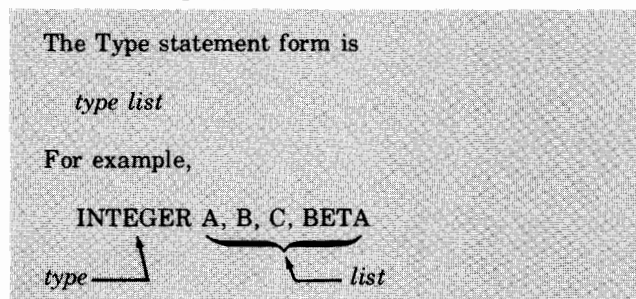 The Type statement form is
type list
For example,
INTEGER A, B, C, BETA
type list